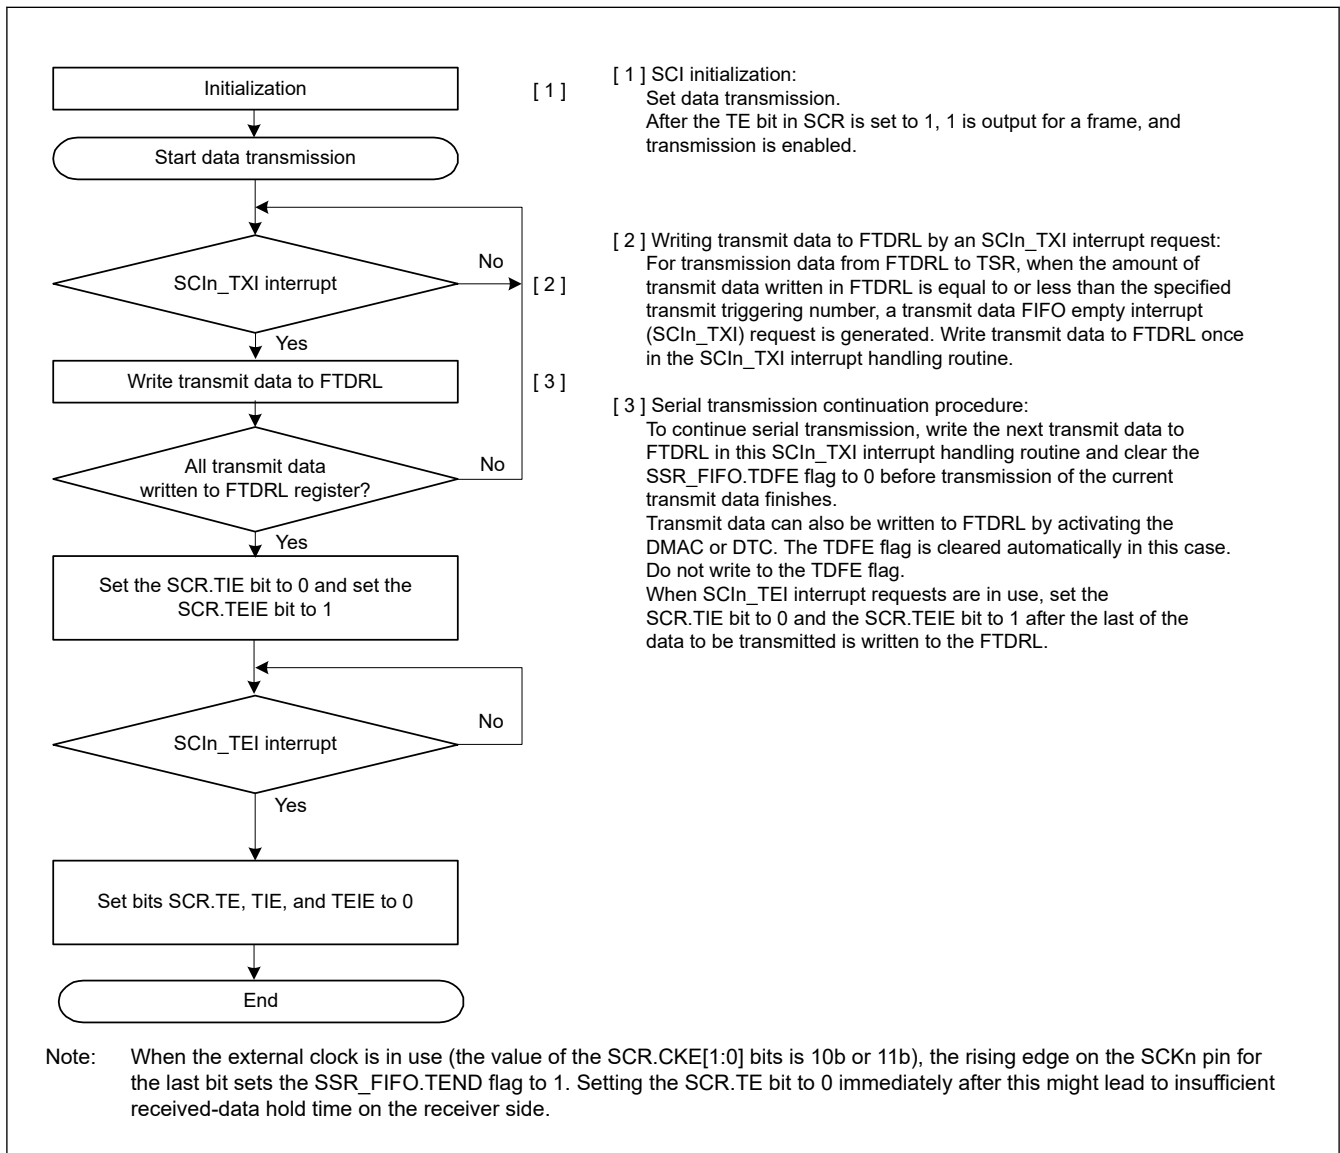 Initialization
[ 1 ]
Start data transmission
SCIn_TXI interrupt
No
[ 2 ]
Yes
Write transmit data to FTDRL
[ 3 ]
All transmit data
written to FTDRL register?
No
Yes
Set the SCR.TIE bit to 0 and set the
SCR.TEIE bit to 1
SCIn_TEI interrupt
No
Yes
Set bits SCR.TE, TIE, and TEIE to 0
End
[ 1 ] SCI initialization:
Set data transmission.
After the TE bit in SCR is set to 1, 1 is output for a frame, and
transmission is enabled.
[ 2 ] Writing transmit data to FTDRL by an SCIn_TXI interrupt request:
For transmission data from FTDRL to TSR, when the amount of
transmit data written in FTDRL is equal to or less than the specified
transmit triggering number, a transmit data FIFO empty interrupt
(SCIn_TXI) request is generated. Write transmit data to FTDRL once
in the SCIn_TXI interrupt handling routine.
[ 3 ] Serial transmission continuation procedure:
To continue serial transmission, write the next transmit data to
FTDRL in this SCIn_TXI interrupt handling routine and clear the
SSR_FIFO.TDFE flag to 0 before transmission of the current
transmit data finishes.
Transmit data can also be written to FTDRL by activating the
DMAC or DTC. The TDFE flag is cleared automatically in this case.
Do not write to the TDFE flag.
When SCIn_TEI interrupt requests are in use, set the
SCR.TIE bit to 0 and the SCR.TEIE bit to 1 after the last of the
data to be transmitted is written to the FTDRL.
Note: When the external clock is in use (the value of the SCR.CKE[1:0] bits is 10b or 11b), the rising edge on the SCKn pin for
the last bit sets the SSR_FIFO.TEND flag to 1. Setting the SCR.TE bit to 0 immediately after this might lead to insufficient
received-data hold time on the receiver side.